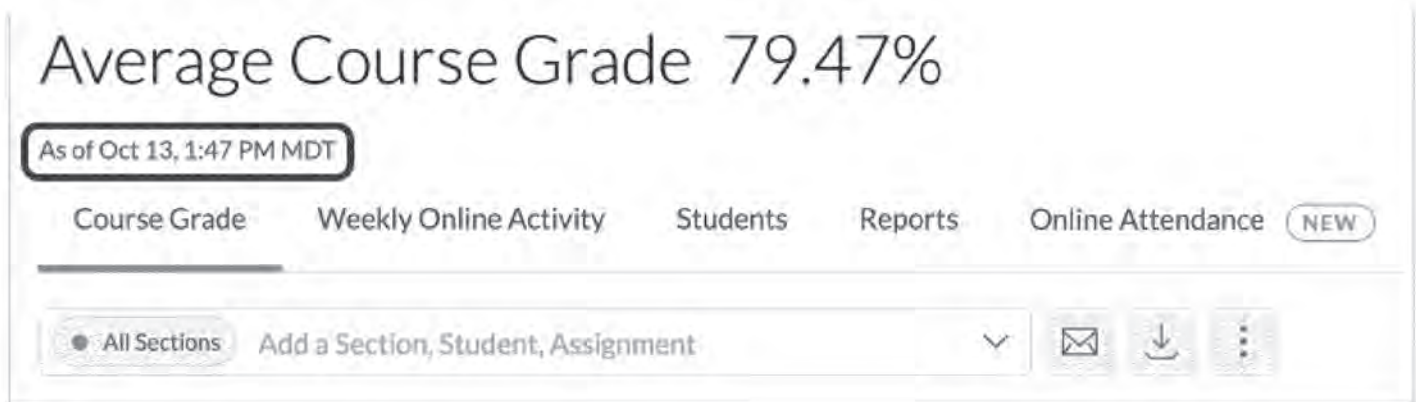 Average Course Grade 79.47%
As of Oct 13, 1:47 PM MDT
Course Grade Weekly Online Activity Students Reports Online Attendance NEW
All Sections Add a Section, Student, Assignment